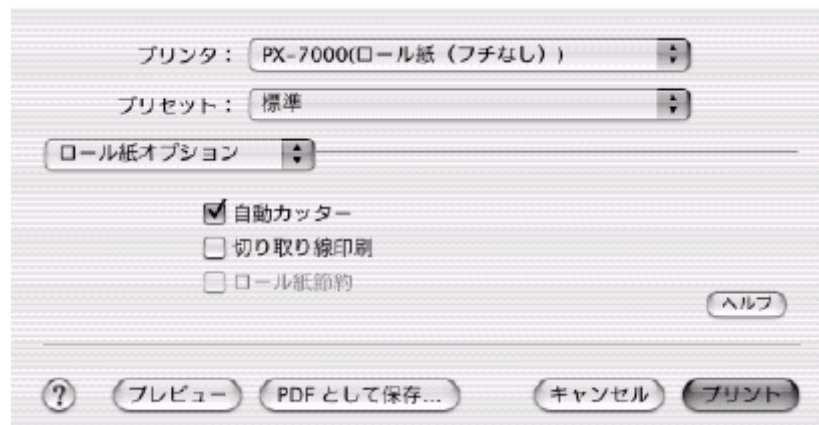 プリンタ： PX-7000(ロール紙（フチなし）)
プリセット： 標準
ロール紙オプション
自動カッター
切り取り線印刷
ロール紙節約
ヘルプ
? プレビュー PDF として保存... キャンセル プリント